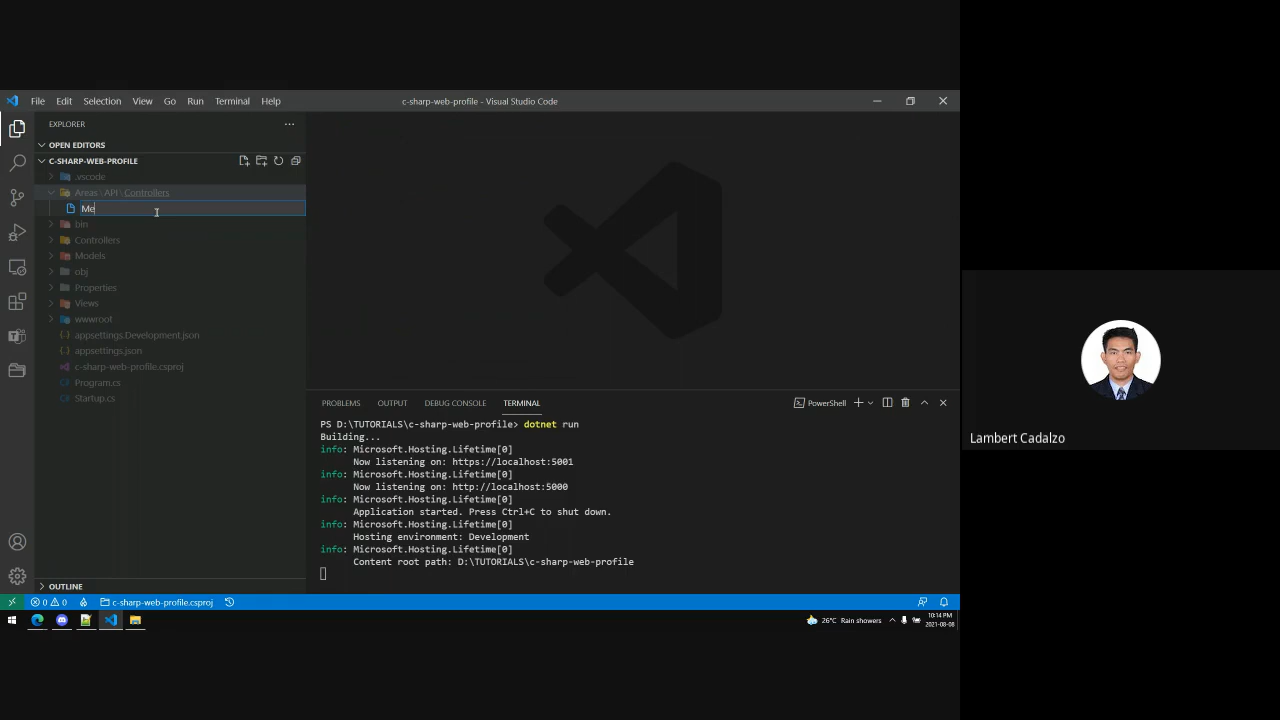 File Edit Selection View Go Run Terminal Help
c-sharp-web-profile - Visual Studio Code
EXPLORER
OPEN EDITORS
C-SHARP-WEB-PROFILE
.vscode
Areas \ API \ Controllers
Me
bin
Controllers
Models
obj
Properties
Views
wwwroot
appsettings.Development.json
appsettings.json
c-sharp-web-profile.csproj
Program.cs
Startup.cs
OUTLINE
PROBLEMS OUTPUT DEBUG CONSOLE TERMINAL
PowerShell
PS D:\TUTORIALS\c-sharp-web-profile> dotnet run
Building...
info: Microsoft.Hosting.Lifetime[0]
Now listening on: https://localhost:5001
info: Microsoft.Hosting.Lifetime[0]
Now listening on: http://localhost:5000
info: Microsoft.Hosting.Lifetime[0]
Application started. Press Ctrl+C to shut down.
info: Microsoft.Hosting.Lifetime[0]
Hosting environment: Development
info: Microsoft.Hosting.Lifetime[0]
Content root path: D:\TUTORIALS\c-sharp-web-profile
0 0 c-sharp-web-profile.csproj
26°C Rain showers
10:14 PM
2021-08-08
Lambert Cadalzo